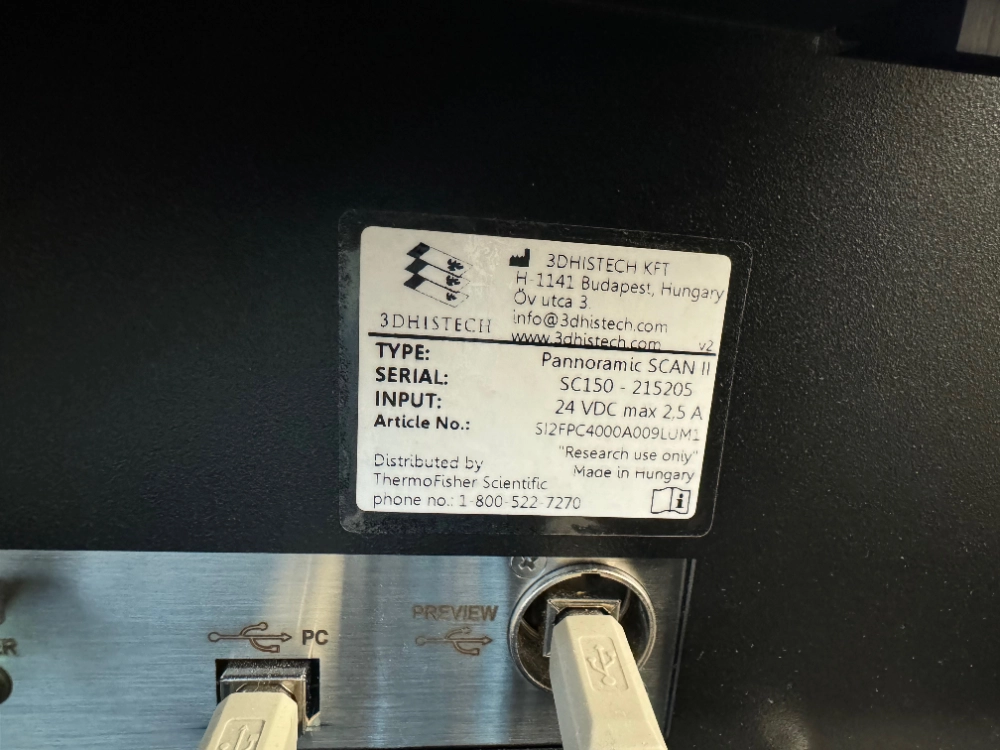 3DHISTECH
3DHISTECH KFT
H-1141 Budapest, Hungary
Öv utca 3.
info@3dhistech.com
www.3dhistech.com
v2
TYPE: Pannoramic SCAN II
SERIAL: SC150 - 215205
INPUT: 24 VDC max 2,5 A
Article No.: SI2FPC4000A009LUM1
"Research use only"
Made in Hungary
Distributed by
ThermoFisher Scientific
phone no.: 1-800-522-7270
PREVIEW
PC